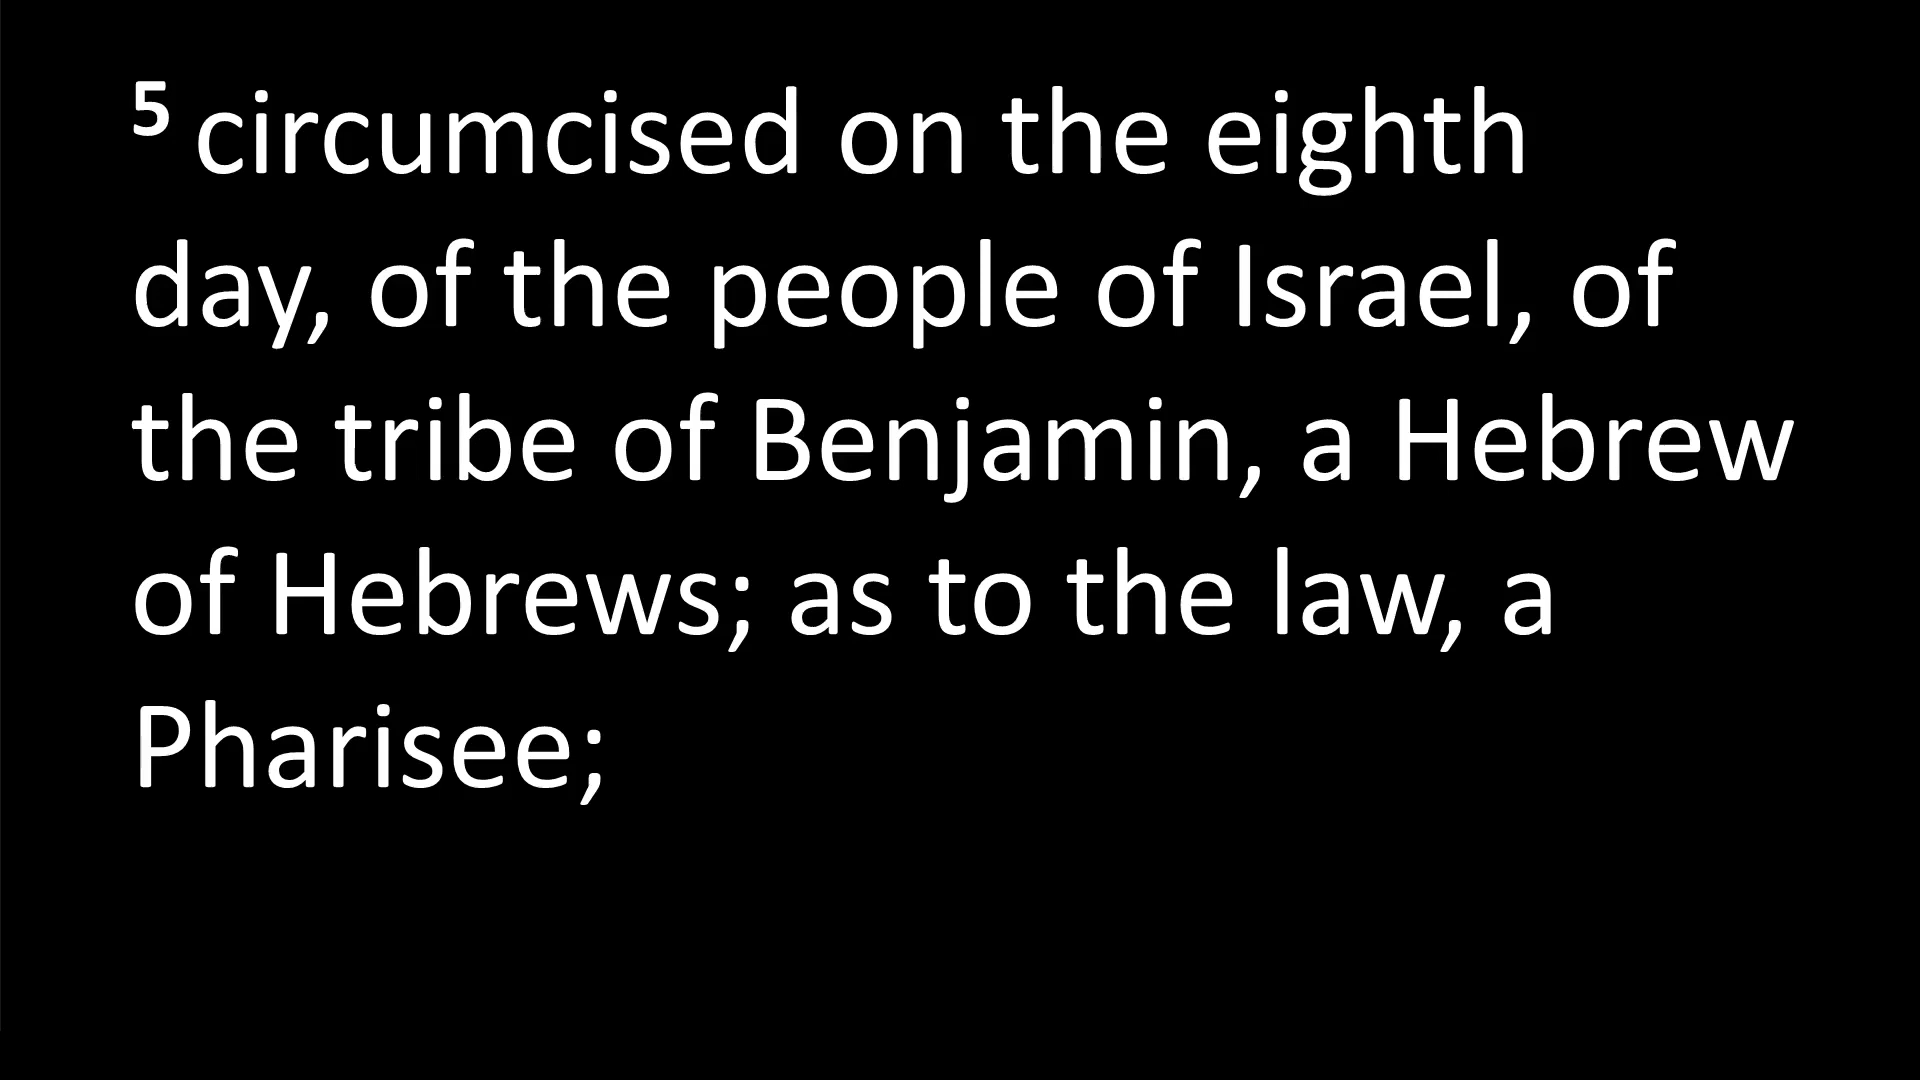 5 circumcised on the eighth
day, of the people of Israel, of
the tribe of Benjamin, a Hebrew
of Hebrews; as to the law, a
Pharisee;